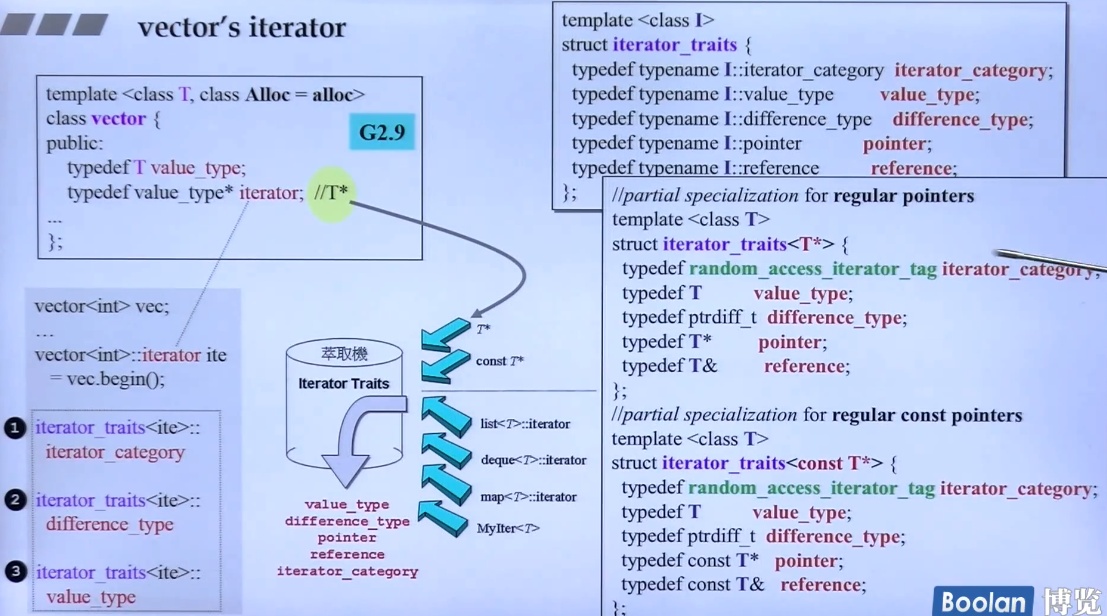 vector's iterator
template <class T, class Alloc = alloc>
class vector {
public:
typedef T value_type;
typedef value_type* iterator; //T*
...
};
G2.9
vector<int> vec;
...
vector<int>::iterator ite
= vec.begin();
1 iterator_traits<ite>::
iterator_category
2 iterator_traits<ite>::
difference_type
3 iterator_traits<ite>::
value_type
萃取機
Iterator Traits
T*
const T*
list<T>::iterator
deque<T>::iterator
map<T>::iterator
MyIter<T>
value_type
difference_type
pointer
reference
iterator_category
template <class I>
struct iterator_traits {
typedef typename I::iterator_category iterator_category;
typedef typename I::value_type value_type;
typedef typename I::difference_type difference_type;
typedef typename I::pointer pointer;
typedef typename I::reference reference;
};
//partial specialization for regular pointers
template <class T>
struct iterator_traits<T*> {
typedef random_access_iterator_tag iterator_category;
typedef T value_type;
typedef ptrdiff_t difference_type;
typedef T* pointer;
typedef T& reference;
};
//partial specialization for regular const pointers
template <class T>
struct iterator_traits<const T*> {
typedef random_access_iterator_tag iterator_category;
typedef T value_type;
typedef ptrdiff_t difference_type;
typedef const T* pointer;
typedef const T& reference;
};
Boolan 博览